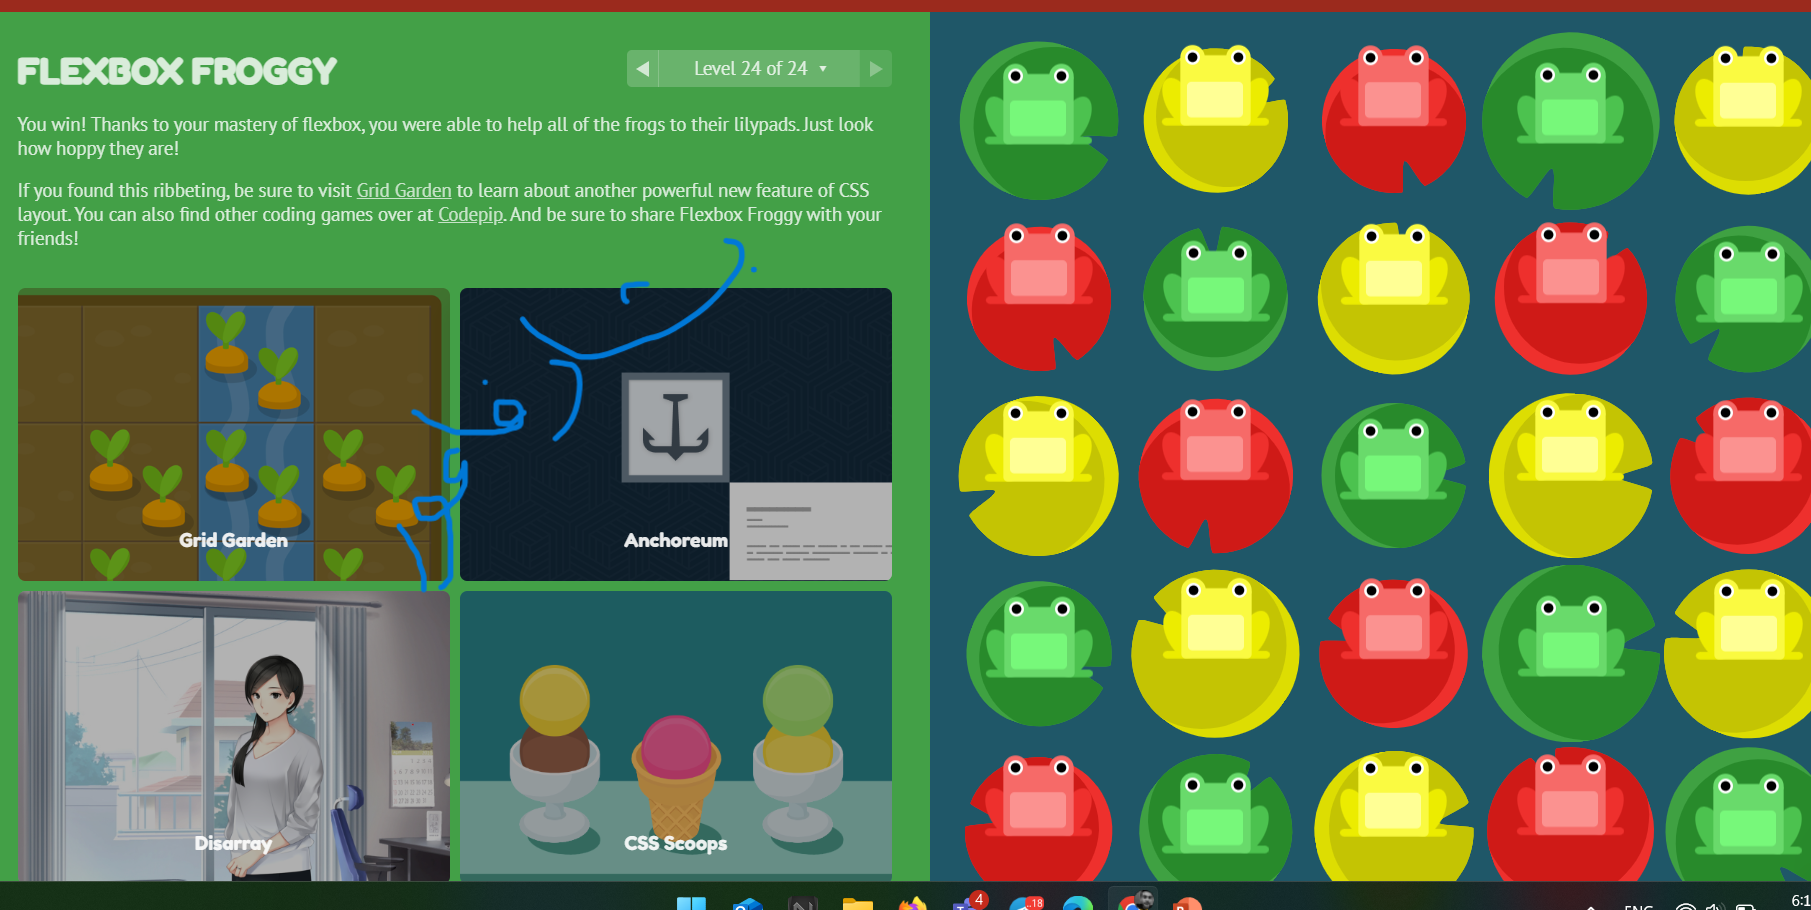 FLEXBOX FROGGY
Level 24 of 24
You win! Thanks to your mastery of flexbox, you were able to help all of the frogs to their lilypads. Just look
how hoppy they are!
If you found this ribbeting, be sure to visit Grid Garden to learn about another powerful new feature of CSS
layout. You can also find other coding games over at Codepip. And be sure to share Flexbox Froggy with your
friends!
Grid Garden
Anchoreum
Disarray
CSS Scoops
4
18
ENG
6:1